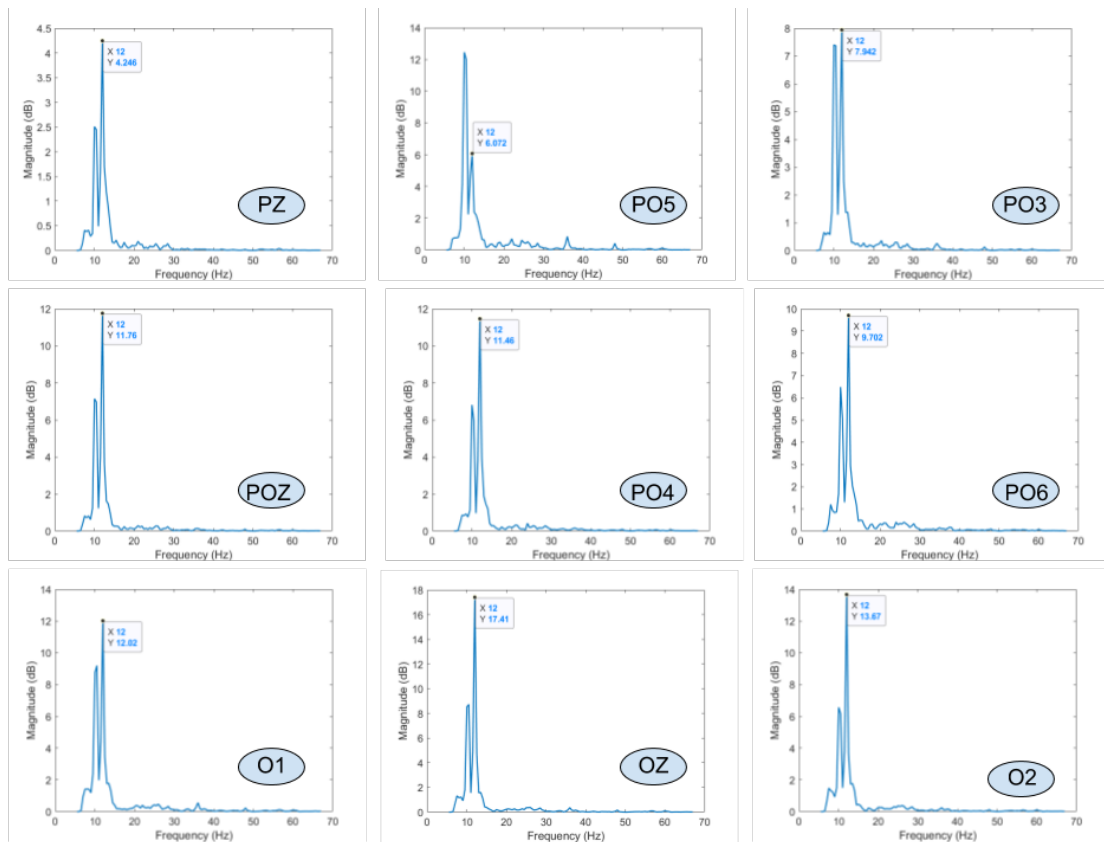 4.5
4
3.5
3
2.5
2
1.5
1
0.5
0
0 10 20 30 40 50 60 70
Magnitude (dB)
Frequency (Hz)
X 12
Y 4.246
PZ
14
12
10
8
6
4
2
0
0 10 20 30 40 50 60 70
Magnitude (dB)
Frequency (Hz)
X 12
Y 6.072
PO5
8
7
6
5
4
3
2
1
0
0 10 20 30 40 50 60 70
Magnitude (dB)
Frequency (Hz)
X 12
Y 7.942
PO3
12
10
8
6
4
2
0
0 10 20 30 40 50 60 70
Magnitude (dB)
Frequency (Hz)
X 12
Y 11.76
POZ
12
10
8
6
4
2
0
0 10 20 30 40 50 60 70
Magnitude (dB)
Frequency (Hz)
X 12
Y 11.46
PO4
10
9
8
7
6
5
4
3
2
1
0
0 10 20 30 40 50 60 70
Magnitude (dB)
Frequency (Hz)
X 12
Y 9.702
PO6
14
12
10
8
6
4
2
0
0 10 20 30 40 50 60 70
Magnitude (dB)
Frequency (Hz)
X 12
Y 12.02
O1
18
16
14
12
10
8
6
4
2
0
0 10 20 30 40 50 60 70
Magnitude (dB)
Frequency (Hz)
X 12
Y 17.41
OZ
14
12
10
8
6
4
2
0
0 10 20 30 40 50 60 70
Magnitude (dB)
Frequency (Hz)
X 12
Y 13.67
O2